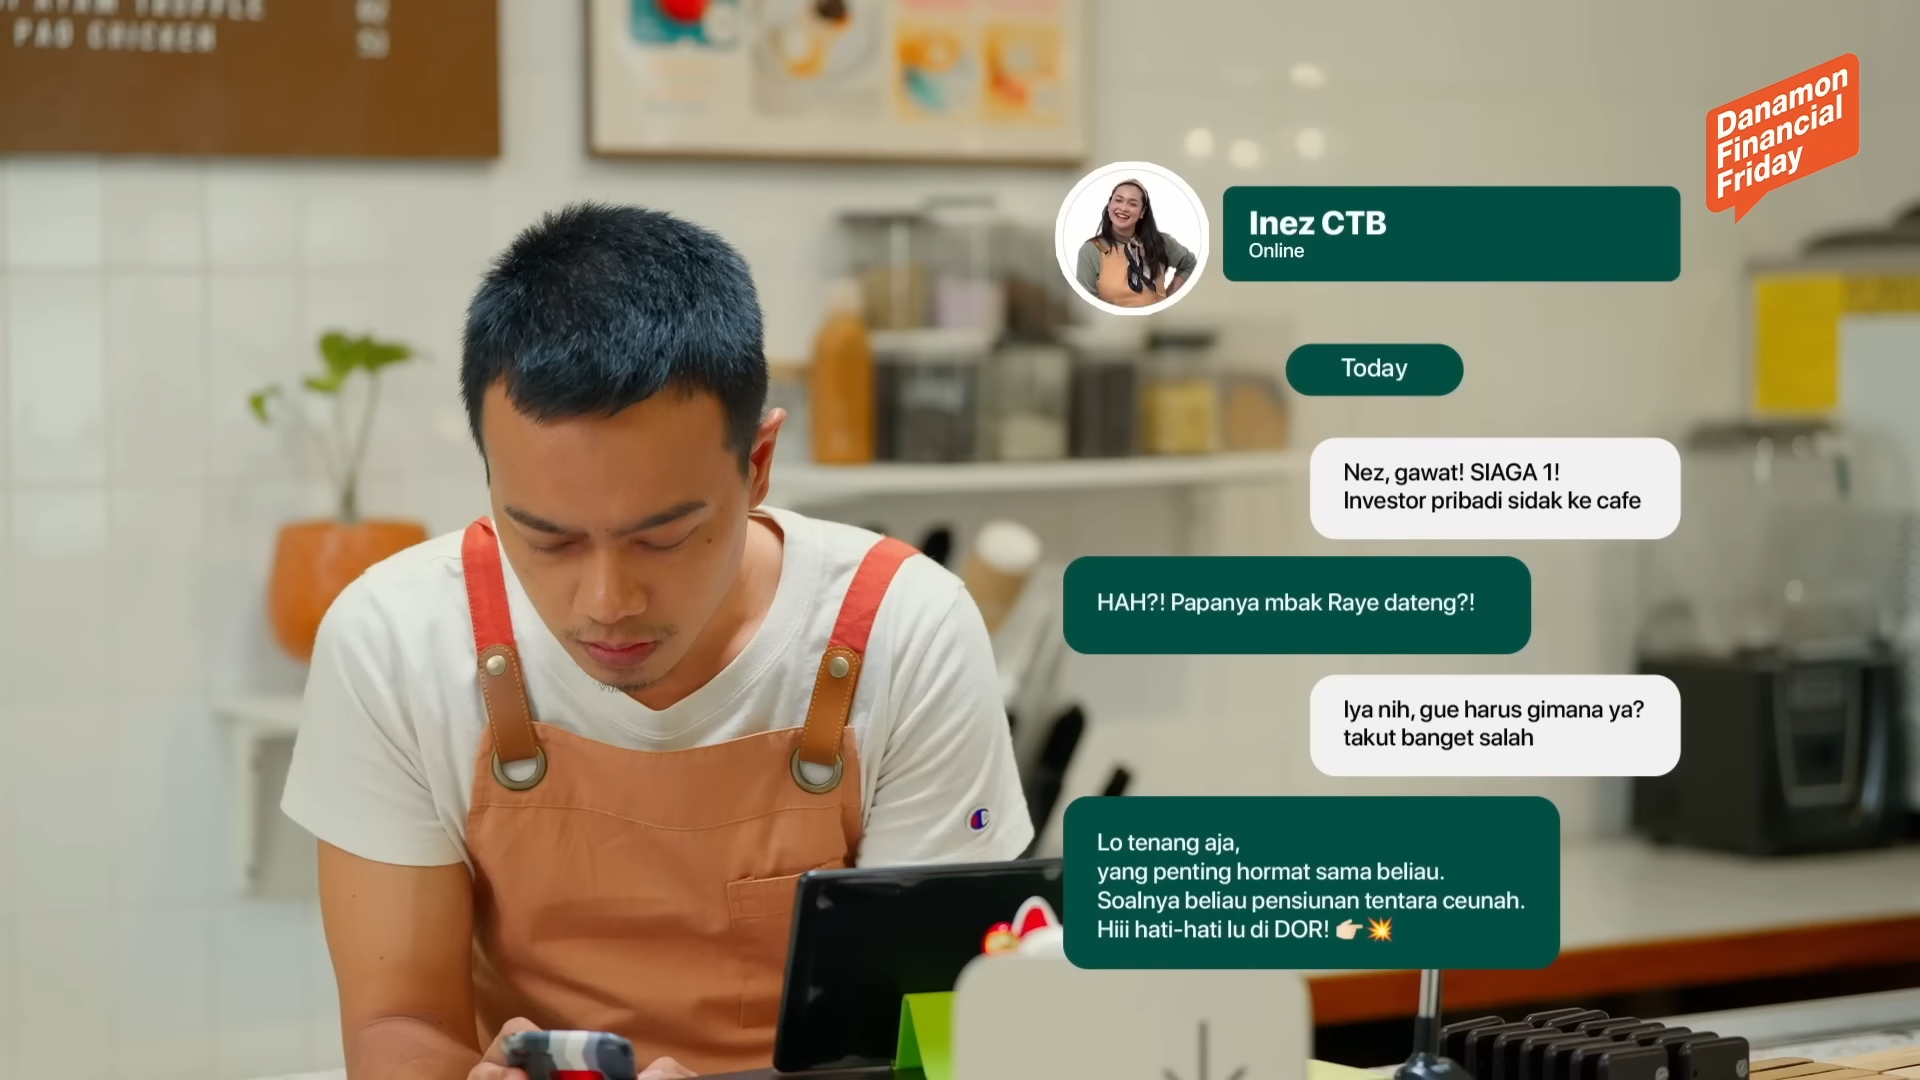 PAO CHICKEN
Danamon
Financial
Friday
Inez CTB
Online
Today
Nez, gawat! SIAGA 1!
Investor pribadi sidak ke cafe
HAH?! Papanya mbak Raye dateng?!
Iya nih, gue harus gimana ya?
takut banget salah
Lo tenang aja,
yang penting hormat sama beliau.
Soalnya beliau pensiunan tentara ceunah.
Hiii hati-hati lu di DOR! 👉🏻💥